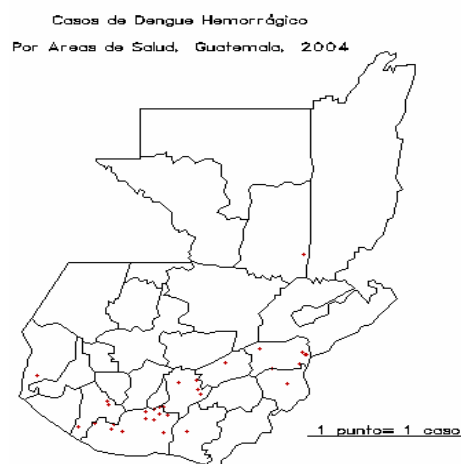 Casos de Dengue Hemorrágico
Por Areas de Salud, Guatemala, 2004
1 punto= 1 caso